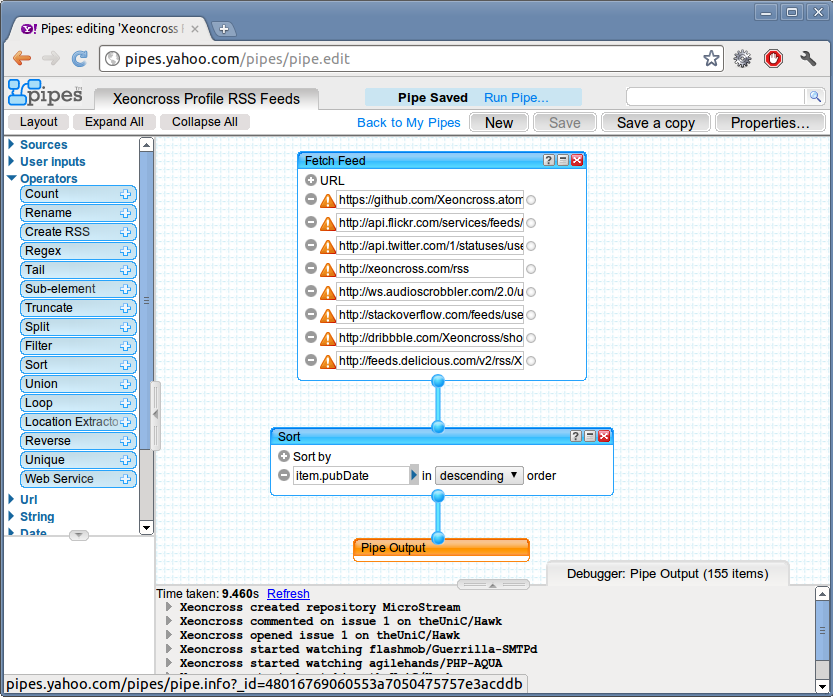 Pipes: editing 'Xeoncross
pipes.yahoo.com/pipes/pipe.edit
pipes
Xeoncross Profile RSS Feeds
Pipe Saved Run Pipe...
Layout Expand All Collapse All
Back to My Pipes New Save Save a copy Properties...
Sources
User inputs
Operators
Count
Rename
Create RSS
Regex
Tail
Sub-element
Truncate
Split
Filter
Sort
Union
Loop
Location Extracto
Reverse
Unique
Web Service
Url
String
Date
Fetch Feed
URL
https://github.com/Xeoncross.atom
http://api.flickr.com/services/feeds/
http://api.twitter.com/1/statuses/use
http://xeoncross.com/rss
http://ws.audioscrobbler.com/2.0/u
http://stackoverflow.com/feeds/use
http://dribbble.com/Xeoncross/sho
http://feeds.delicious.com/v2/rss/X
Sort
Sort by
item.pubDate in descending order
Pipe Output
Debugger: Pipe Output (155 items)
Time taken: 9.460s Refresh
Xeoncross created repository MicroStream
Xeoncross commented on issue 1 on theUniC/Hawk
Xeoncross opened issue 1 on theUniC/Hawk
Xeoncross started watching flashmob/Guerrilla-SMTPd
Xeoncross started watching agilehands/PHP-AQUA
pipes.yahoo.com/pipes/pipe.info?_id=48016769060553a7050475757e3acddb